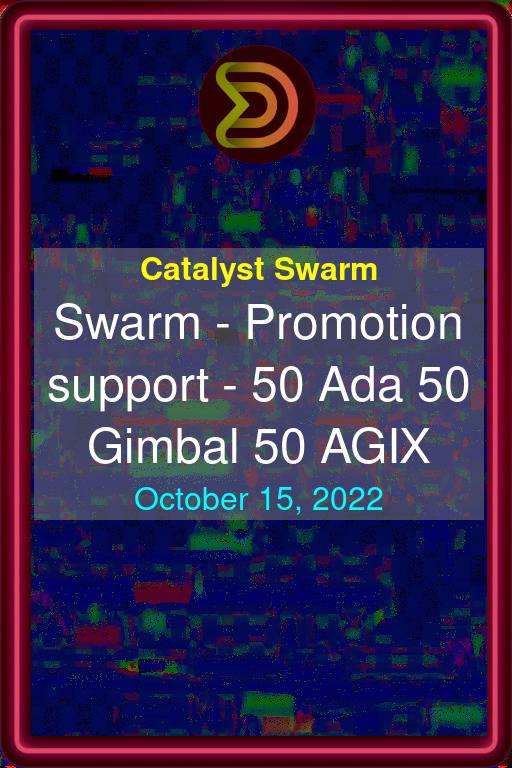 Catalyst Swarm
Swarm - Promotion
support - 50 Ada 50
Gimbal 50 AGIX
October 15, 2022